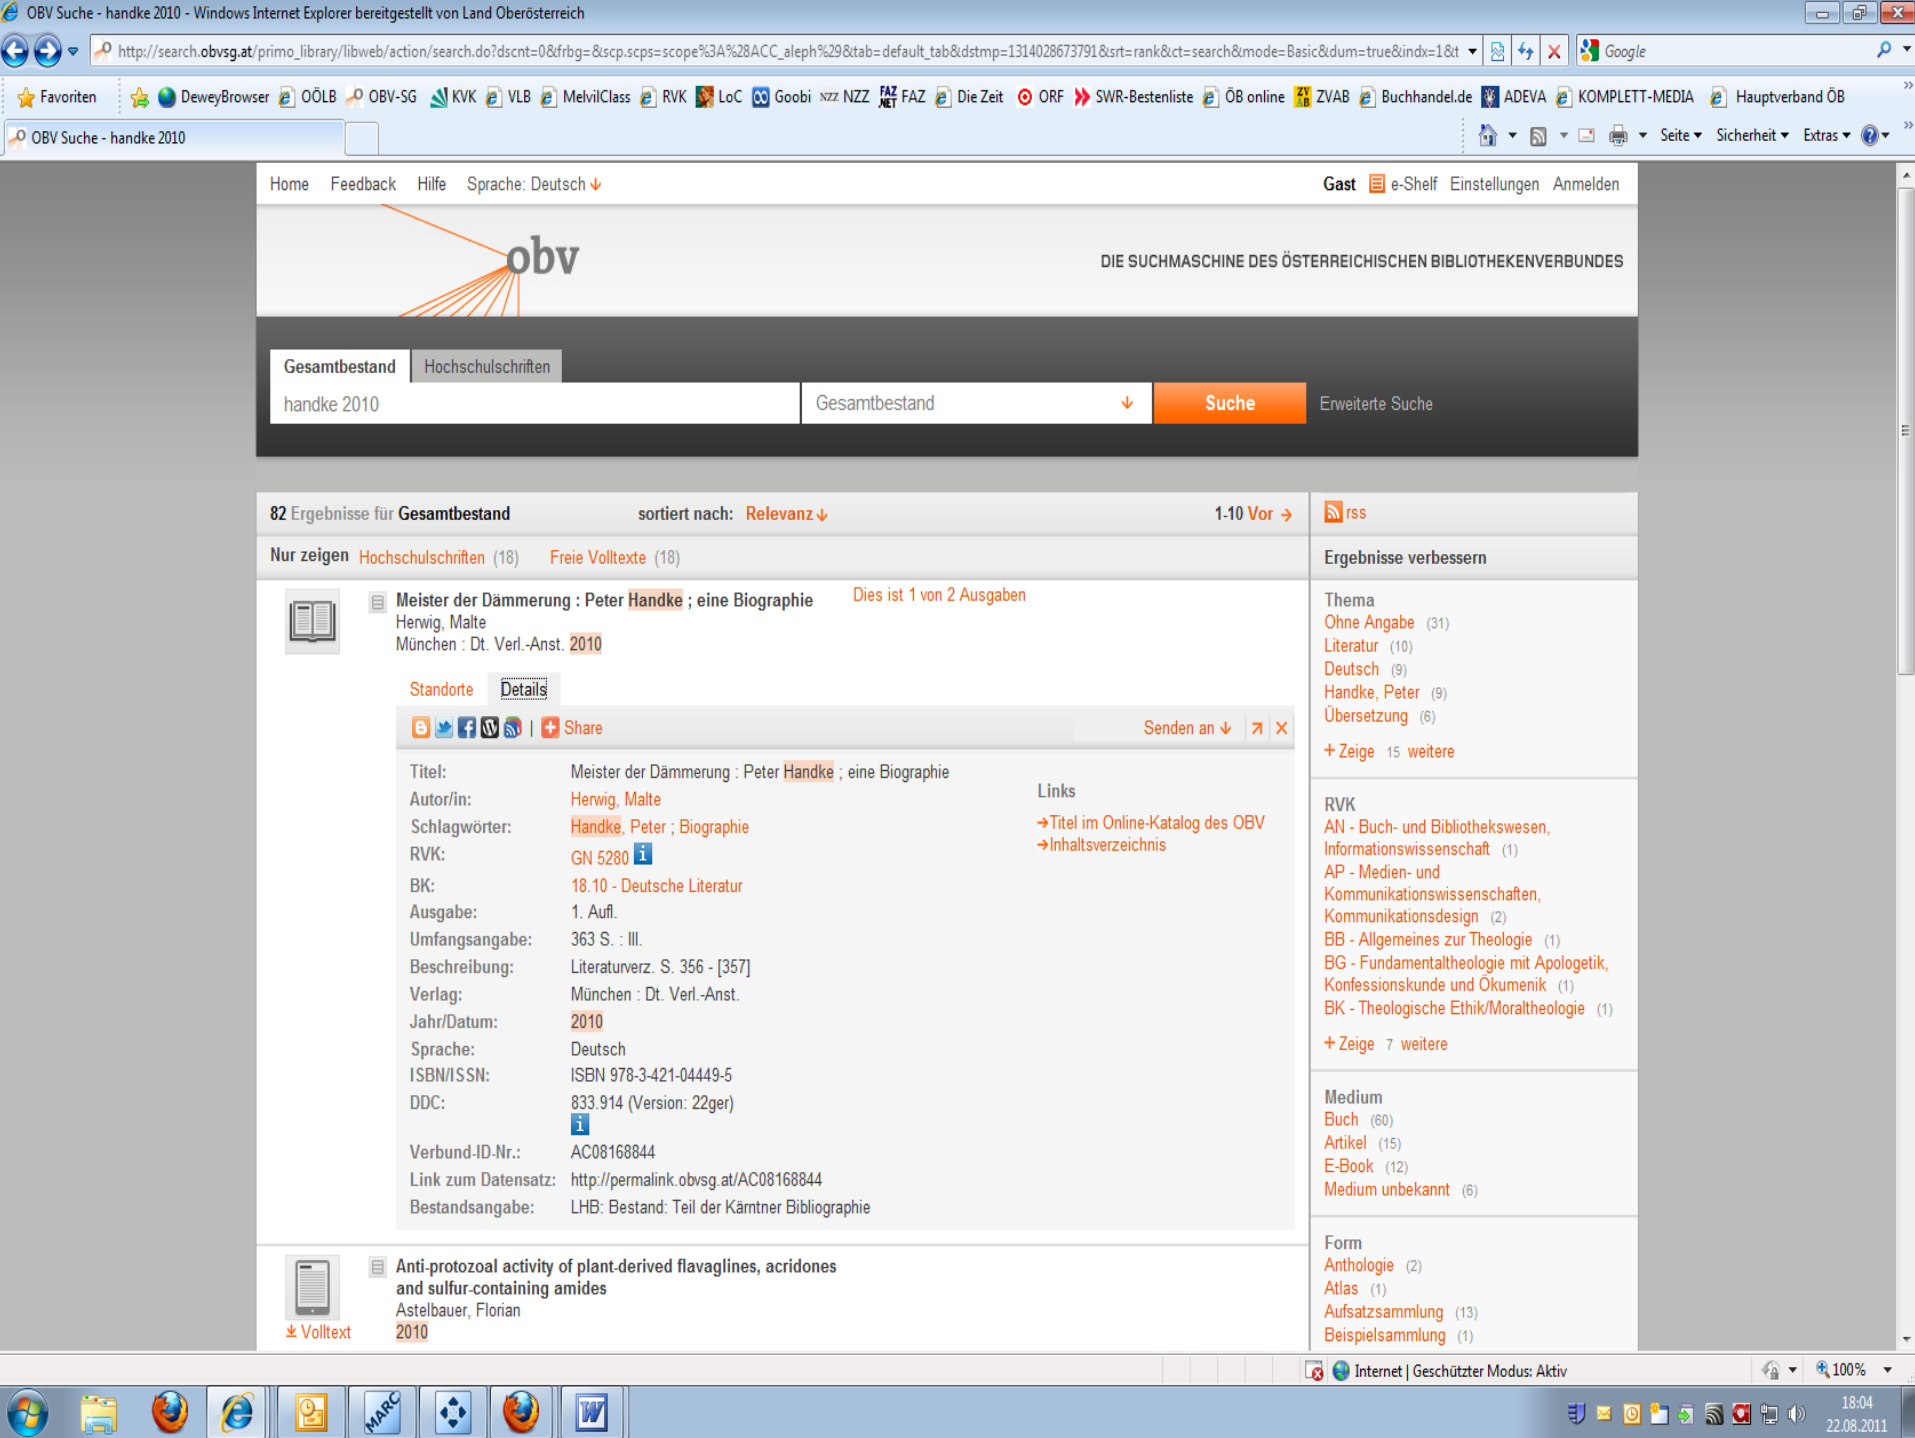 OBV Suche - handke 2010 - Windows Internet Explorer bereitgestellt von Land Oberösterreich
http://search.obvsg.at/primo_library/libweb/action/search.do?dscnt=0&frbg=&scp.scps=scope%3A%28ACC_aleph%29&tab=default_tab&dstmp=1314028673791&srt=rank&ct=search&mode=Basic&dum=true&indx=1&t
Google
Favoriten DeweyBrowser OÖLB OBV-SG KVK VLB MelvilClass RVK LoC Goobi NZZ NZZ FAZ NET FAZ Die Zeit ORF SWR-Bestenliste ÖB online ZVAB ZVAB Buchhandel.de ADEVA KOMPLETT-MEDIA Hauptverband ÖB
OBV Suche - handke 2010
Seite Sicherheit Extras
Home Feedback Hilfe Sprache: Deutsch
Gast e-Shelf Einstellungen Anmelden
obv
DIE SUCHMASCHINE DES ÖSTERREICHISCHEN BIBLIOTHEKENVERBUNDES
Gesamtbestand Hochschulschriften
handke 2010 Gesamtbestand Suche Erweiterte Suche
82 Ergebnisse für Gesamtbestand sortiert nach: Relevanz 1-10 Vor
Nur zeigen Hochschulschriften (18) Freie Volltexte (18)
Meister der Dämmerung : Peter Handke ; eine Biographie Dies ist 1 von 2 Ausgaben
Herwig, Malte
München : Dt. Verl.-Anst. 2010
Standorte Details
| Share Senden an
Titel: Meister der Dämmerung : Peter Handke ; eine Biographie
Autor/in: Herwig, Malte
Schlagwörter: Handke, Peter ; Biographie
RVK: GN 5280 i
BK: 18.10 - Deutsche Literatur
Ausgabe: 1. Aufl.
Umfangsangabe: 363 S. : Ill.
Beschreibung: Literaturverz. S. 356 - [357]
Verlag: München : Dt. Verl.-Anst.
Jahr/Datum: 2010
Sprache: Deutsch
ISBN/ISSN: ISBN 978-3-421-04449-5
DDC: 833.914 (Version: 22ger)
i
Verbund-ID-Nr.: AC08168844
Link zum Datensatz: http://permalink.obvsg.at/AC08168844
Bestandsangabe: LHB: Bestand: Teil der Kärntner Bibliographie
Links
Titel im Online-Katalog des OBV
Inhaltsverzeichnis
Anti-protozoal activity of plant-derived flavaglines, acridones
and sulfur-containing amides
Astelbauer, Florian
2010
Volltext
rss
Ergebnisse verbessern
Thema
Ohne Angabe (31)
Literatur (10)
Deutsch (9)
Handke, Peter (9)
Übersetzung (6)
+ Zeige 15 weitere
RVK
AN - Buch- und Bibliothekswesen,
Informationswissenschaft (1)
AP - Medien- und
Kommunikationswissenschaften,
Kommunikationsdesign (2)
BB - Allgemeines zur Theologie (1)
BG - Fundamentaltheologie mit Apologetik,
Konfessionskunde und Ökumenik (1)
BK - Theologische Ethik/Moraltheologie (1)
+ Zeige 7 weitere
Medium
Buch (60)
Artikel (15)
E-Book (12)
Medium unbekannt (6)
Form
Anthologie (2)
Atlas (1)
Aufsatzsammlung (13)
Beispielsammlung (1)
Internet | Geschützter Modus: Aktiv 100%
MARC
18:04
22.08.2011